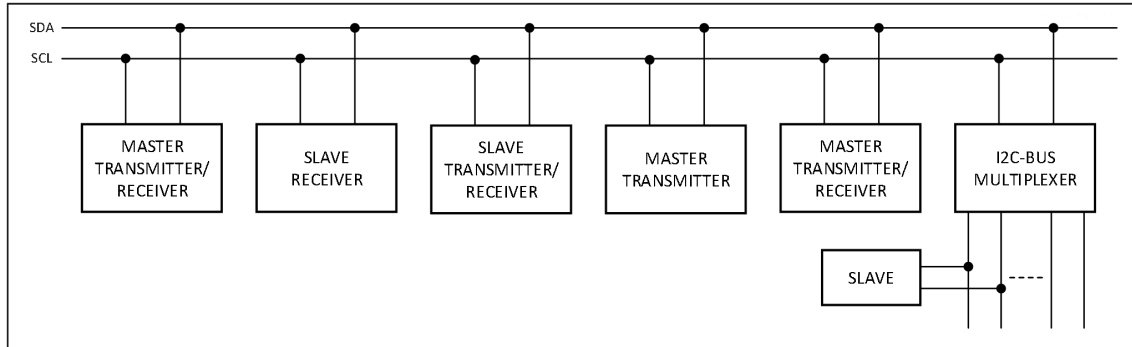 SDA
SCL
MASTER
TRANSMITTER/
RECEIVER
SLAVE
RECEIVER
SLAVE
TRANSMITTER/
RECEIVER
MASTER
TRANSMITTER
MASTER
TRANSMITTER/
RECEIVER
I2C-BUS
MULTIPLEXER
SLAVE